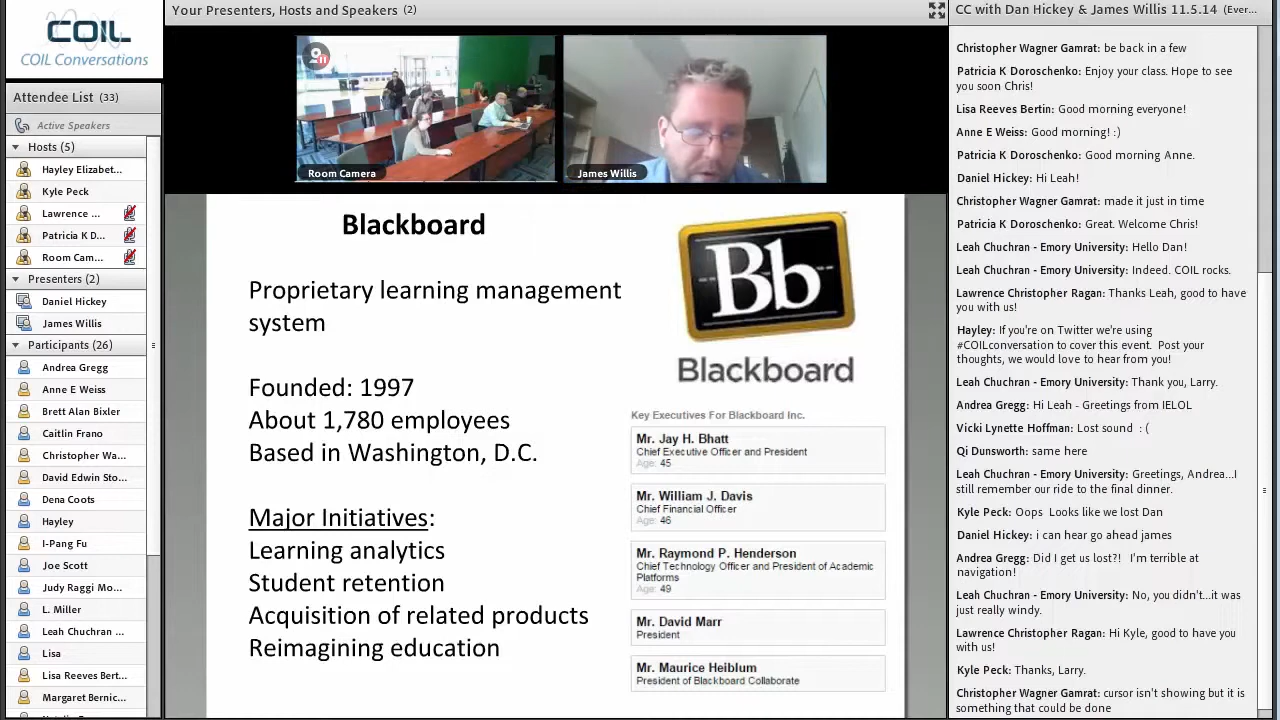 COIL
COIL Conversations
Attendee List (33)
Active Speakers
Hosts (5)
Hayley Elizabet...
Kyle Peck
Lawrence ...
Patricia K D...
Room Cam...
Presenters (2)
Daniel Hickey
James Willis
Participants (26)
Andrea Gregg
Anne E Weiss
Brett Alan Bixler
Caitlin Frano
Christopher Wa...
David Edwin Sto...
Dena Coots
Hayley
I-Pang Fu
Joe Scott
Judy Raggi Mo...
L. Miller
Leah Chuchran ...
Lisa
Lisa Reeves Bert...
Margaret Bernic...
Your Presenters, Hosts and Speakers (2)
Room Camera
James Willis
Blackboard
Proprietary learning management
system
Founded: 1997
About 1,780 employees
Based in Washington, D.C.
Major Initiatives:
Learning analytics
Student retention
Acquisition of related products
Reimagining education
Bb
Blackboard
Key Executives For Blackboard Inc.
Mr. Jay H. Bhatt
Chief Executive Officer and President
Age: 45
Mr. William J. Davis
Chief Financial Officer
Age: 46
Mr. Raymond P. Henderson
Chief Technology Officer and President of Academic
Platforms
Age: 49
Mr. David Marr
President
Mr. Maurice Heiblum
President of Blackboard Collaborate
CC with Dan Hickey & James Willis 11.5.14 (Ever...
Christopher Wagner Gamrat: be back in a few
Patricia K Doroschenko: Enjoy your class. Hope to see
you soon Chris!
Lisa Reeves Bertin: Good morning everyone!
Anne E Weiss: Good morning! :)
Patricia K Doroschenko: Good morning Anne.
Daniel Hickey: Hi Leah!
Christopher Wagner Gamrat: made it just in time
Patricia K Doroschenko: Great. Welcome Chris!
Leah Chuchran - Emory University: Hello Dan!
Leah Chuchran - Emory University: indeed. COIL rocks.
Lawrence Christopher Ragan: Thanks Leah, good to have
you with us!
Hayley: If you're on Twitter we're using
#COILconversation to cover this event. Post your
thoughts, we would love to hear from you!
Leah Chuchran - Emory University: Thank you, Larry.
Andrea Gregg: Hi Leah - Greetings from IELOL
Vicki Lynette Hoffman: Lost sound :(
Qi Dunsworth: same here
Leah Chuchran - Emory University: Greetings, Andrea...I
still remember our ride to the final dinner.
Kyle Peck: Oops Looks like we lost Dan
Daniel Hickey: i can hear go ahead james
Andrea Gregg: Did I get us lost?! I'm terrible at
navigation!
Leah Chuchran - Emory University: No, you didn't...it was
just really windy.
Lawrence Christopher Ragan: Hi Kyle, good to have you
with us!
Kyle Peck: Thanks, Larry.
Christopher Wagner Gamrat: cursor isn't showing but it is
something that could be done